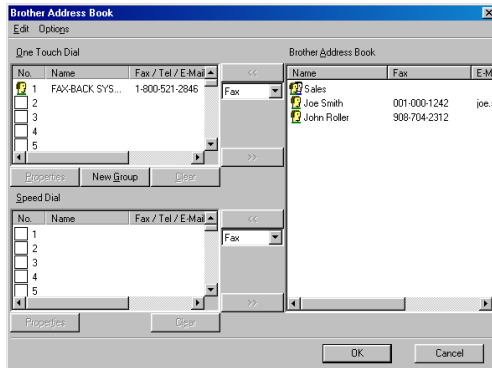 Brother Address Book
Edit Options
One Touch Dial
No. Name Fax / Tel / E-Mail
1 FAX-BACK SYS... 1-800-521-2846
2
3
4
5
<<
Fax
>>
Properties New Group Clear
Speed Dial
No. Name Fax / Tel / E-Mail
1
2
3
4
5
<<
Fax
>>
Properties Clear
Brother Address Book
Name Fax E-M
Sales
Joe Smith 001-000-1242 joe.
John Roller 908-704-2312
OK Cancel